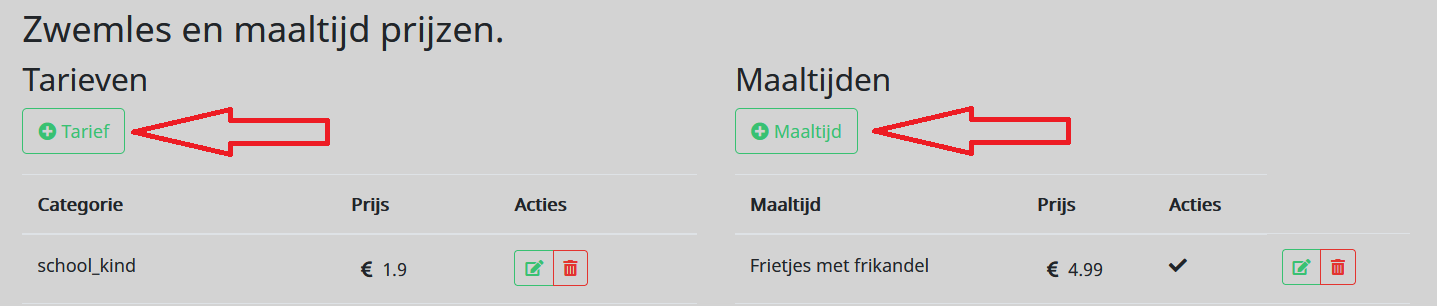 Zwemles en maaltijd prijzen.
Tarieven
Tarief
Categorie Prijs Acties
school_kind € 1.9
Maaltijden
Maaltijd
Maaltijd Prijs Acties
Frietjes met frikandel € 4.99